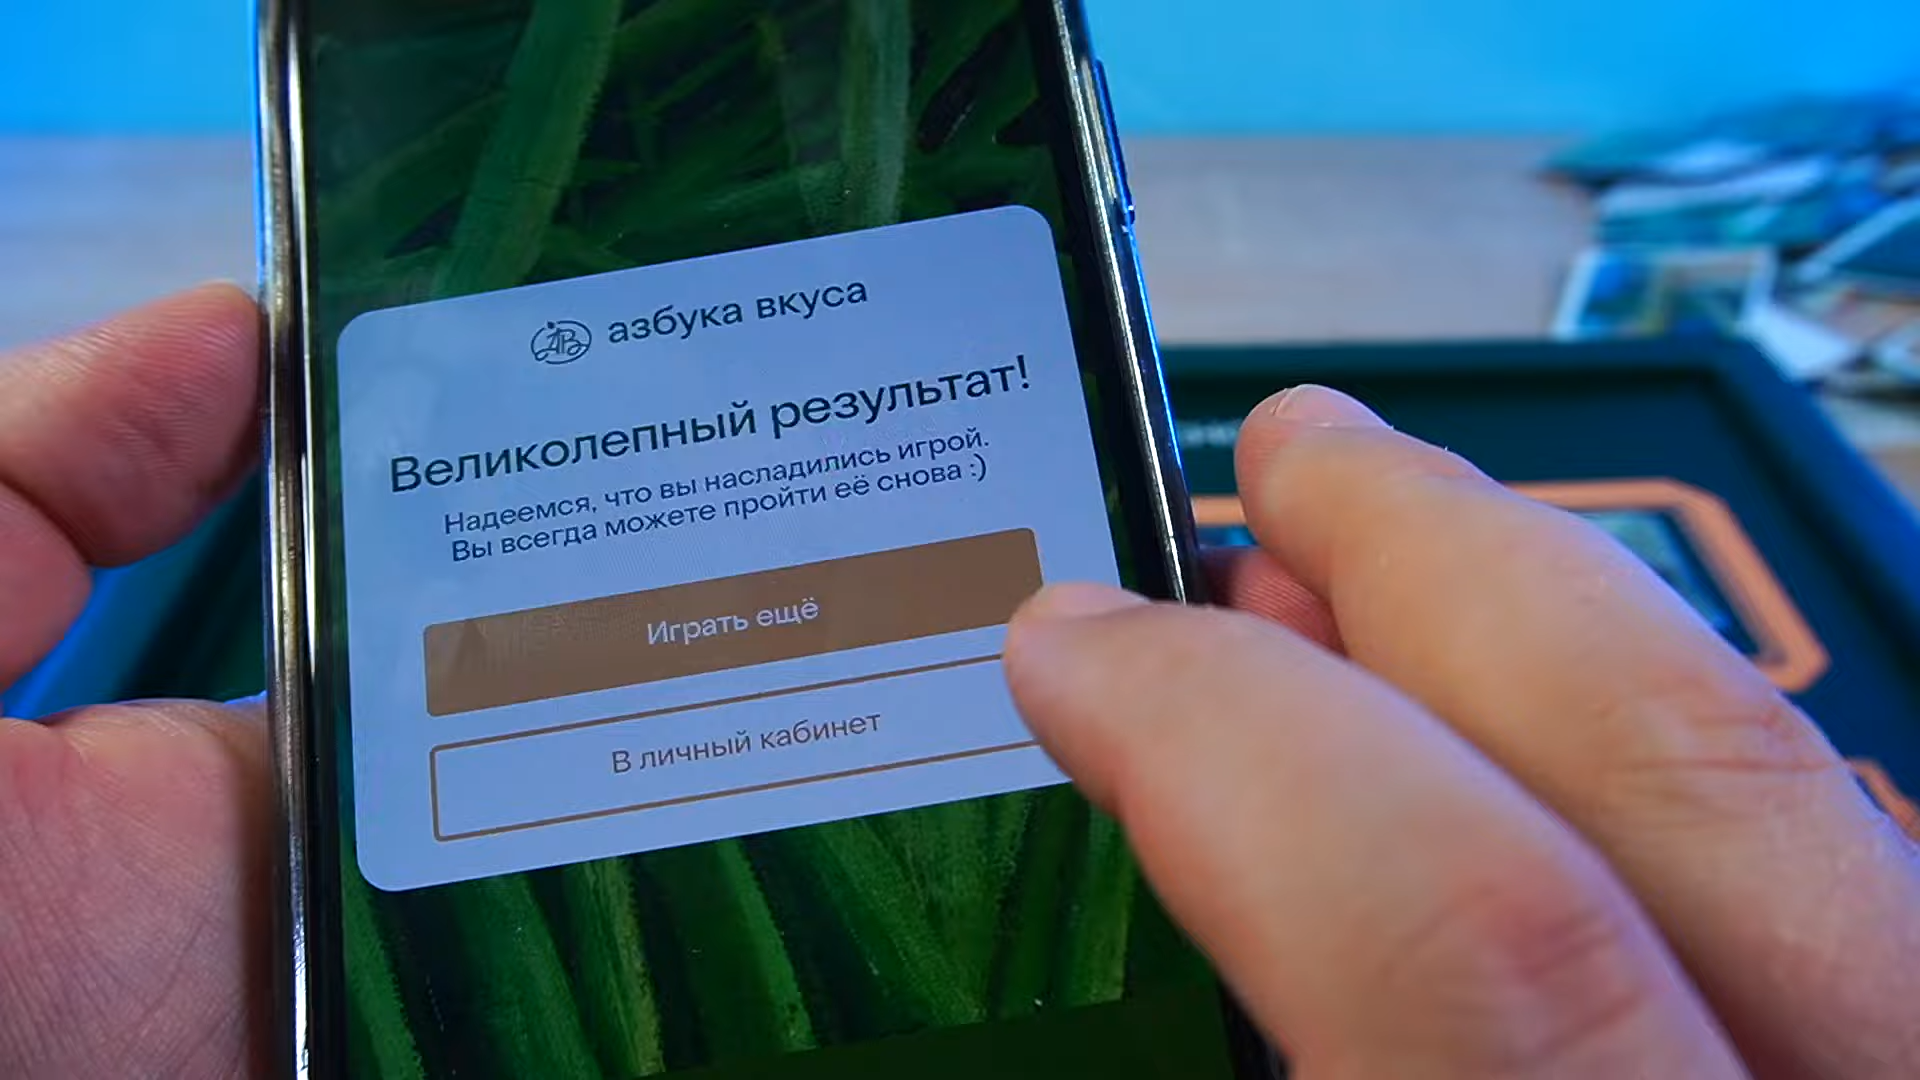 АВ азбука вкуса
Великолепный результат!
Надеемся, что вы насладились игрой.
Вы всегда можете пройти её снова :)
Играть ещё
В личный кабинет